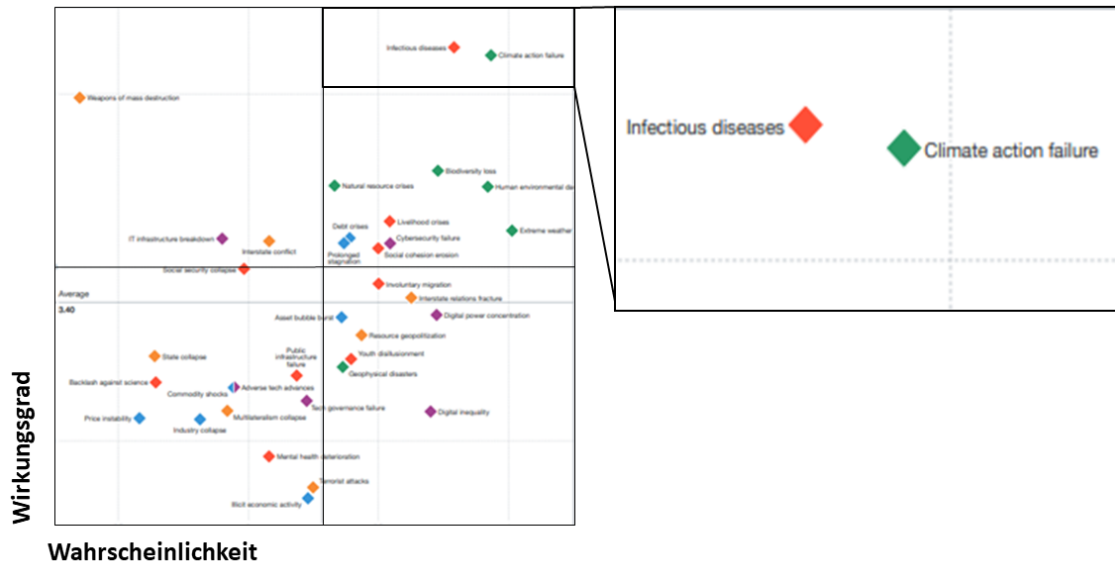 Infectious diseases
Climate action failure
Weapons of mass destruction
Biodiversity loss
Natural resource crises
Human environmental da
Livelihood crises
Extreme weather
Debt crises
IT infrastructure breakdown
Cybersecurity failure
Interstate conflict
Prolonged
stagnation
Social cohesion erosion
Social security collapse
Involuntary migration
Average
Interstate relations fracture
3.40
Asset bubble burst
Digital power concentration
Resource geopolitization
Public
infrastructure
failure
Youth disillusionment
State collapse
Geophysical disasters
Backlash against science
Commodity shocks
Adverse tech advances
Tech governance failure
Price instability
Multilateralism collapse
Digital inequality
Industry collapse
Mental health deterioration
Terrorist attacks
Illicit economic activity
Wirkungsgrad
Wahrscheinlichkeit
Infectious diseases
Climate action failure